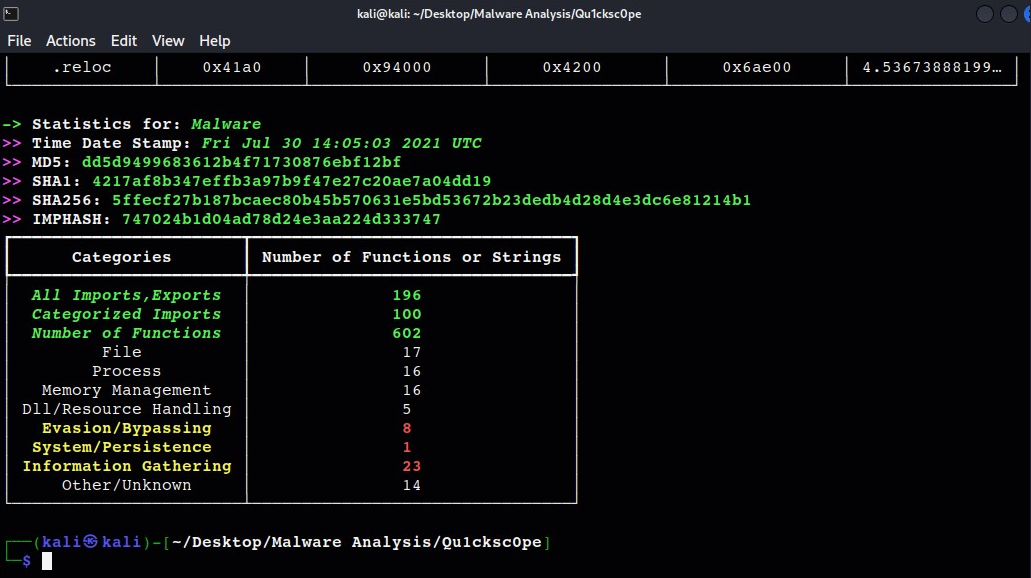 kali@kali: ~/Desktop/Malware Analysis/Qu1cksc0pe
File Actions Edit View Help
.reloc 0x41a0 0x94000 0x4200 0x6ae00 4.53673888199…
-> Statistics for: Malware
>> Time Date Stamp: Fri Jul 30 14:05:03 2021 UTC
>> MD5: dd5d9499683612b4f71730876ebf12bf
>> SHA1: 4217af8b347effb3a97b9f47e27c20ae7a04dd19
>> SHA256: 5ffecf27b187bcaec80b45b570631e5bd53672b23dedb4d28d4e3dc6e81214b1
>> IMPHASH: 747024b1d04ad78d24e3aa224d333747
Categories Number of Functions or Strings
All Imports,Exports 196
Categorized Imports 100
Number of Functions 602
File 17
Process 16
Memory Management 16
Dll/Resource Handling 5
Evasion/Bypassing 8
System/Persistence 1
Information Gathering 23
Other/Unknown 14
(kali㉿kali)-[~/Desktop/Malware Analysis/Qu1cksc0pe]
$